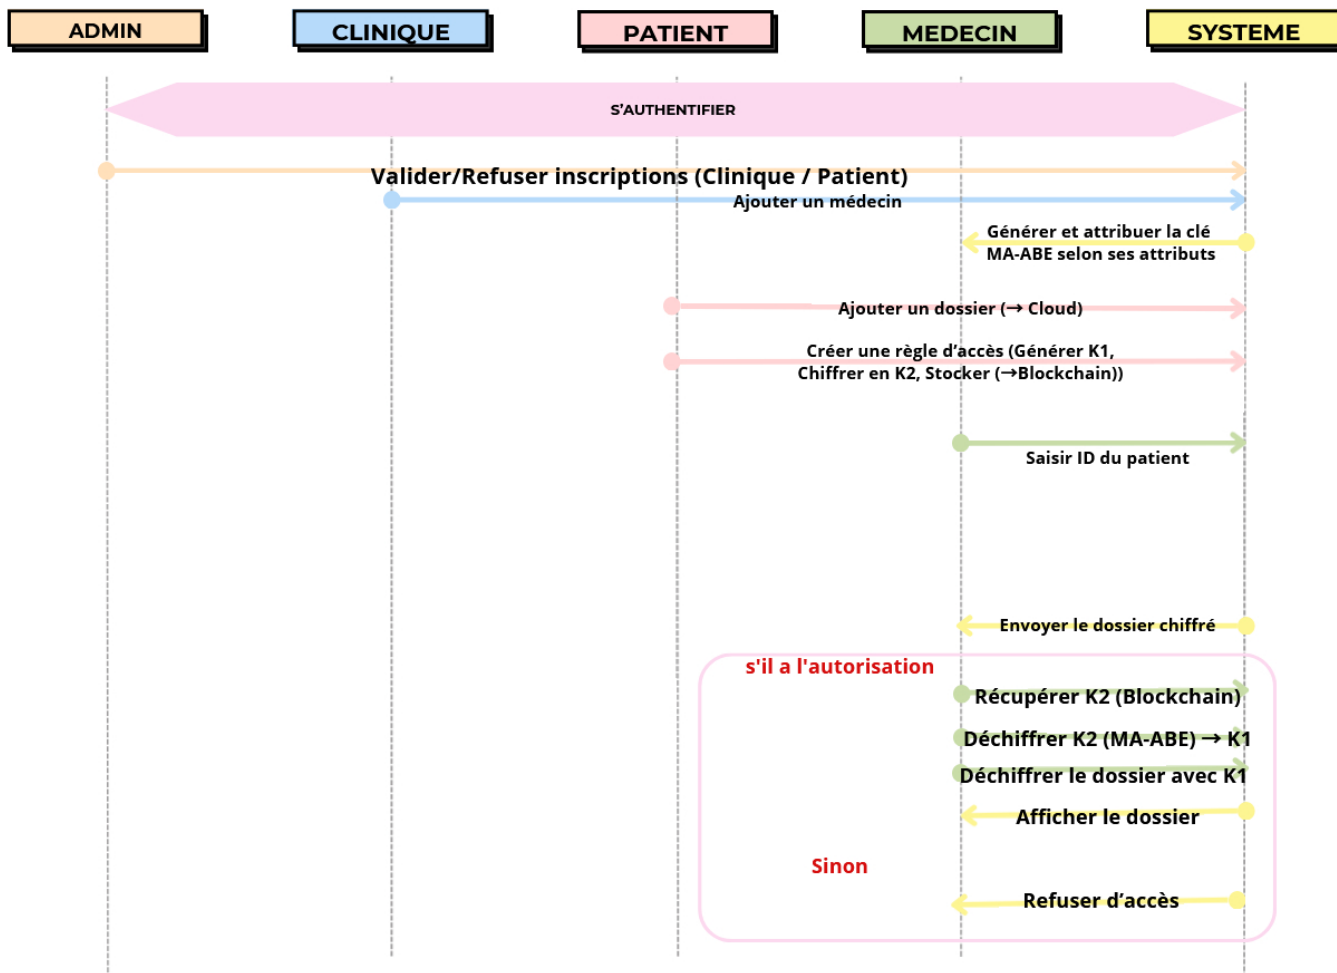 ADMIN
CLINIQUE
PATIENT
MEDECIN
SYSTEME
S'AUTHENTIFIER
Valider/Refuser inscriptions (Clinique / Patient)
Ajouter un médecin
Générer et attribuer la clé
MA-ABE selon ses attributs
Ajouter un dossier (→ Cloud)
Créer une règle d’accès (Générer K1,
Chiffrer en K2, Stocker (→Blockchain))
Saisir ID du patient
Envoyer le dossier chiffré
s'il a l'autorisation
Récupérer K2 (Blockchain)
Déchiffrer K2 (MA-ABE) → K1
Déchiffrer le dossier avec K1
Afficher le dossier
Sinon
Refuser d’accès